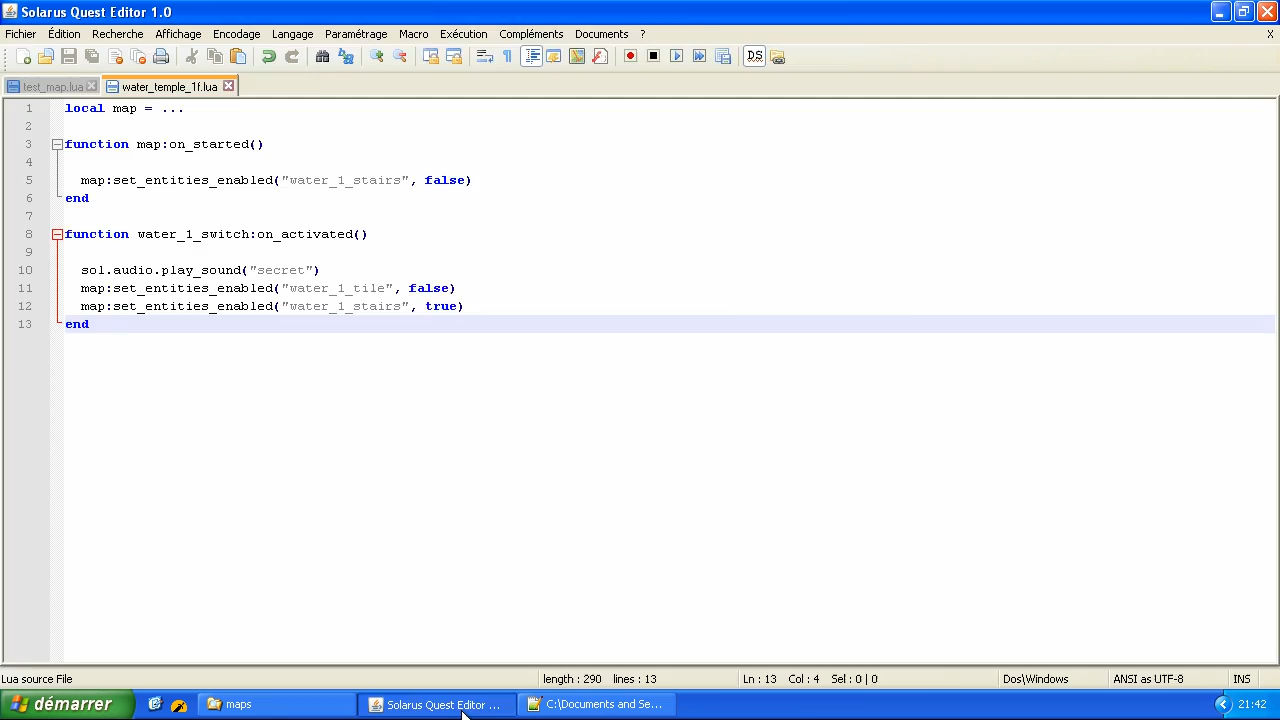 Solarus Quest Editor 1.0
Fichier Édition Recherche Affichage Encodage Langage Paramétrage Macro Exécution Compléments Documents ? X
DS
test_map.lua water_temple_1f.lua
1 local map = ...
2
3 function map:on_started()
4
5 map:set_entities_enabled("water_1_stairs", false)
6 end
7
8 function water_1_switch:on_activated()
9
10 sol.audio.play_sound("secret")
11 map:set_entities_enabled("water_1_tile", false)
12 map:set_entities_enabled("water_1_stairs", true)
13 end
Lua source File length : 290 lines : 13 Ln : 13 Col : 4 Sel : 0 | 0 Dos\Windows ANSI as UTF-8 INS
démarrer maps Solarus Quest Editor ... C:\Documents and Se... 21:42